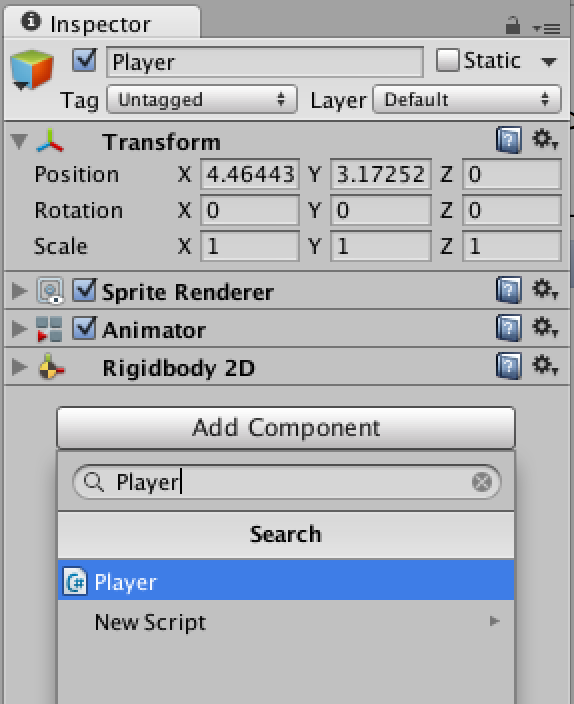 Inspector
Player Static
Tag Untagged Layer Default
Transform
Position X 4.46443 Y 3.17252 Z 0
Rotation X 0 Y 0 Z 0
Scale X 1 Y 1 Z 1
Sprite Renderer
Animator
Rigidbody 2D
Add Component
Player
Search
C# Player
New Script